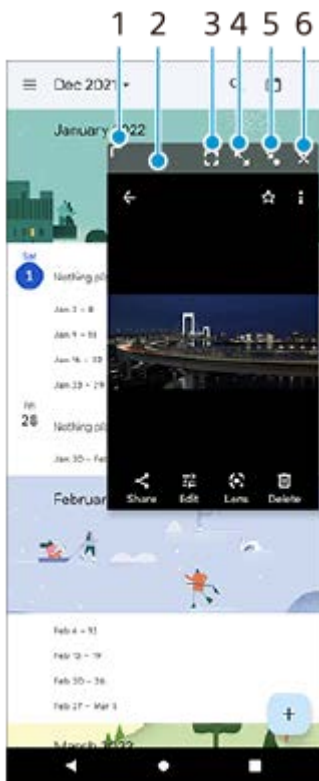 1 2 3 4 5 6
Dec 2021
January 2022
Sat
1
Nothing pl
Jan 2 – 8
Jan 9 – 15
Jan 16 – 22
Jan 23 – 29
Fri
28
Nothing pl
Jan 30 – Feb
Share Edit Lens Delete
Februar
Feb 6 – 12
Feb 13 – 19
Feb 20 – 26
Feb 27 – Mar 5
March 2022